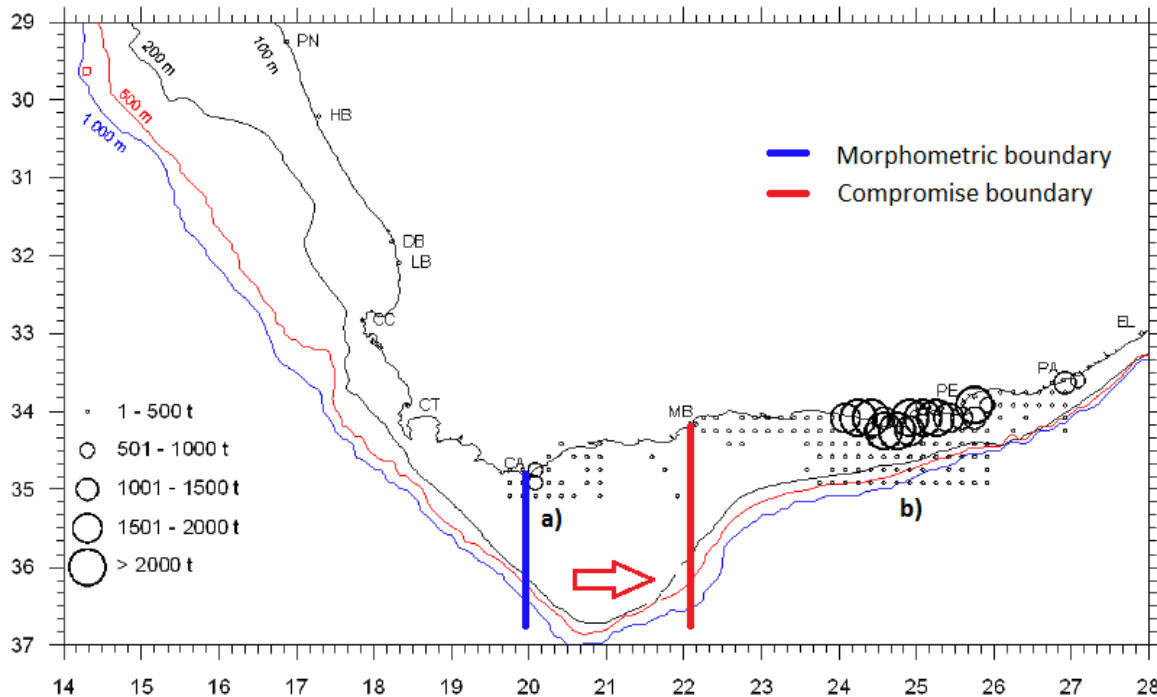 29
30
31
32
33
34
35
36
37
14 15 16 17 18 19 20 21 22 23 24 25 26 27 28
200 m
100 m
500 m
1 000 m
PN
HB
DB
LB
CC
CT
CA
MB
PE
PA
EL
Morphometric boundary
Compromise boundary
1 - 500 t
501 - 1000 t
1001 - 1500 t
1501 - 2000 t
> 2000 t
a)
b)